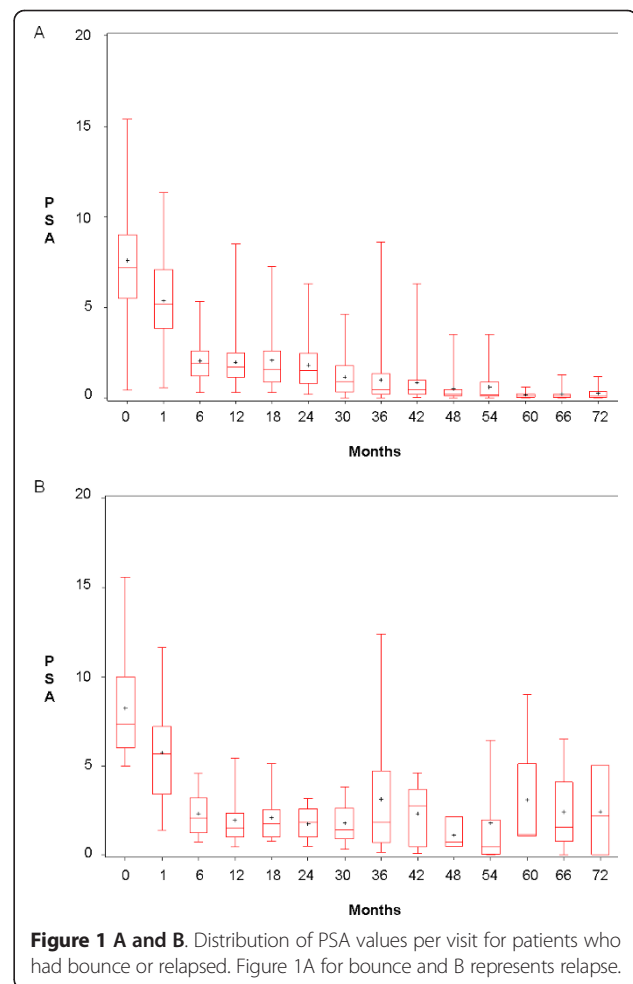 A
20
15
P
S
A
10
5
0
0 1 6 12 18 24 30 36 42 48 54 60 66 72
Months
B
20
15
P
S
A
10
5
0
0 1 6 12 18 24 30 36 42 48 54 60 66 72
Months
Figure 1 A and B. Distribution of PSA values per visit for patients who
had bounce or relapsed. Figure 1A for bounce and B represents relapse.